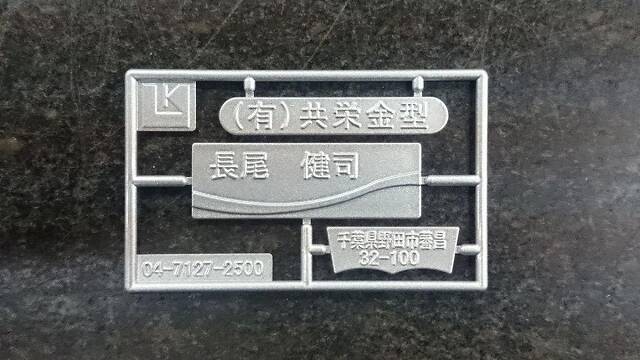 LK
(有)共栄金型
長尾 健司
千葉県野田市蕃昌
32-100
04-7127-2500